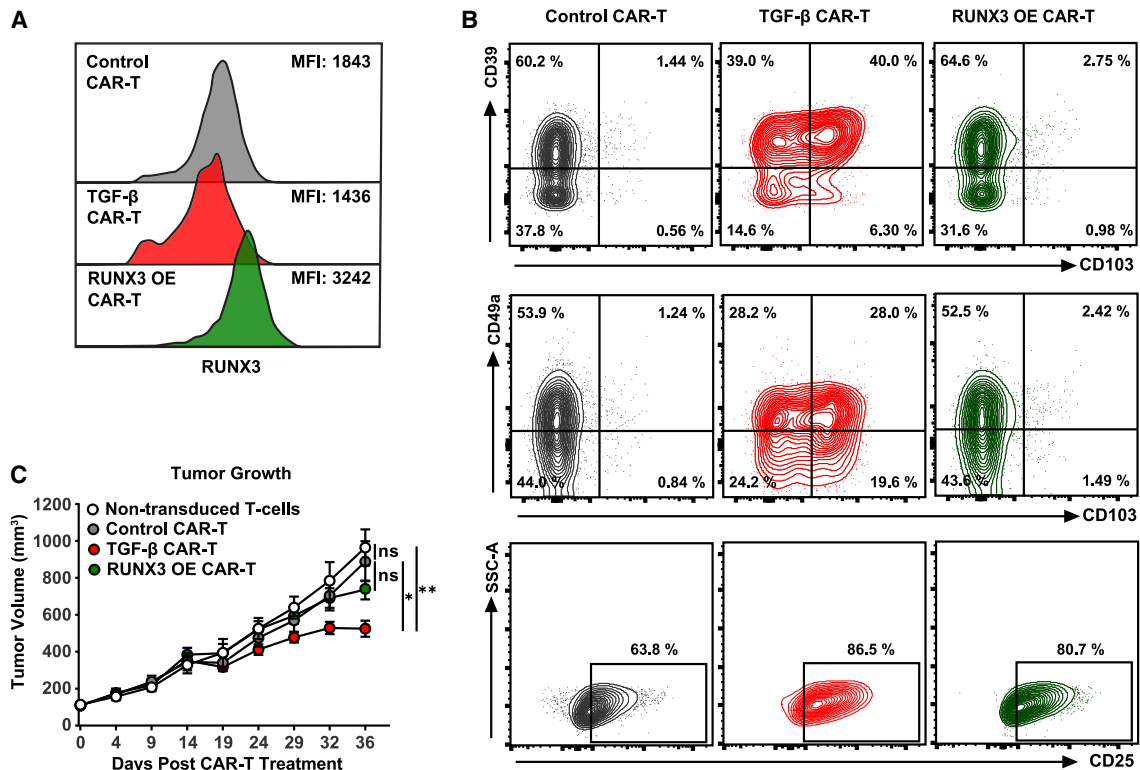 A
Control
CAR-T
MFI: 1843
TGF-β
CAR-T
MFI: 1436
RUNX3 OE
CAR-T
MFI: 3242
RUNX3
B
Control CAR-T
TGF-β CAR-T
RUNX3 OE CAR-T
CD39
60.2 %
1.44 %
39.0 %
40.0 %
64.6 %
2.75 %
37.8 %
0.56 %
14.6 %
6.30 %
31.6 %
0.98 %
CD103
CD49a
53.9 %
1.24 %
28.2 %
28.0 %
52.5 %
2.42 %
44.0 %
0.84 %
24.2 %
19.6 %
43.6 %
1.49 %
CD103
SSC-A
63.8 %
86.5 %
80.7 %
CD25
C
Tumor Growth
Non-transduced T-cells
Control CAR-T
TGF-β CAR-T
RUNX3 OE CAR-T
Tumor Volume (mm³)
1200
1000
800
600
400
200
0
ns
ns
*
**
0 4 9 14 19 24 29 32 36
Days Post CAR-T Treatment